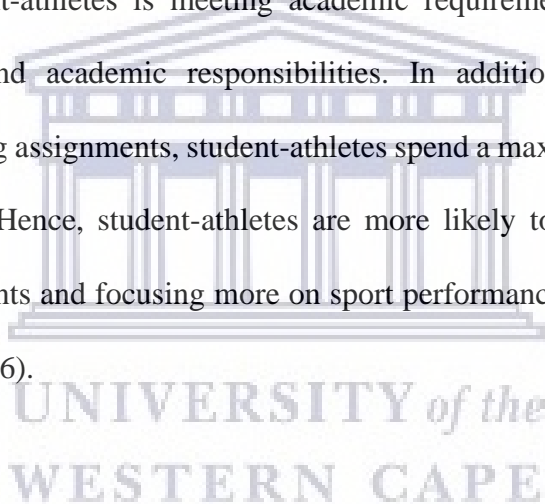 t-athletes is meeting academic requireme
nd academic responsibilities. In addition
g assignments, student-athletes spend a max
Hence, student-athletes are more likely to
nts and focusing more on sport performanc
6).
UNIVERSITY of the
WESTERN CAPE